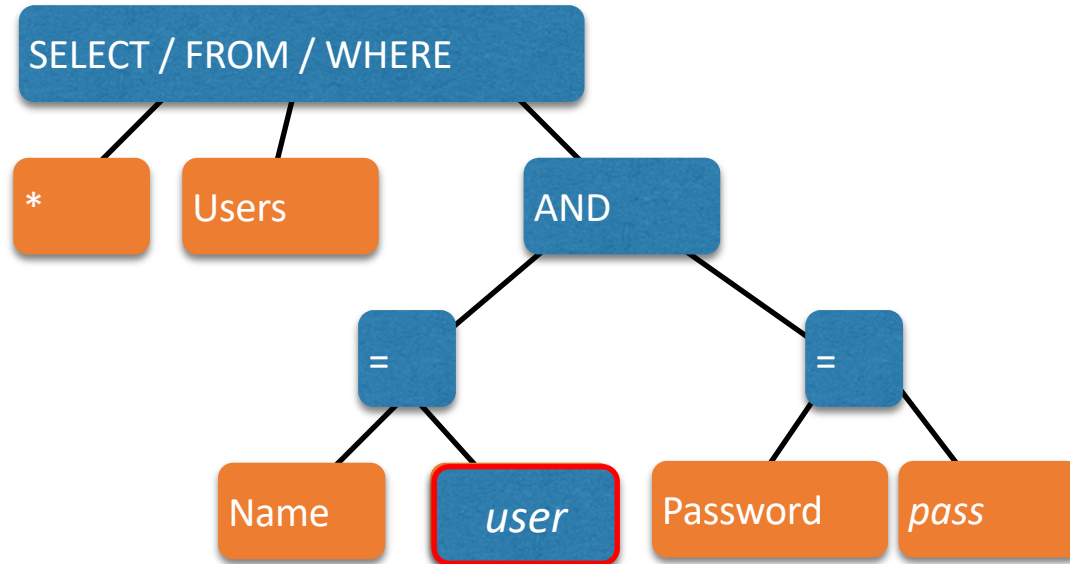 SELECT / FROM / WHERE
*
Users
AND
=
=
Name
user
Password
pass